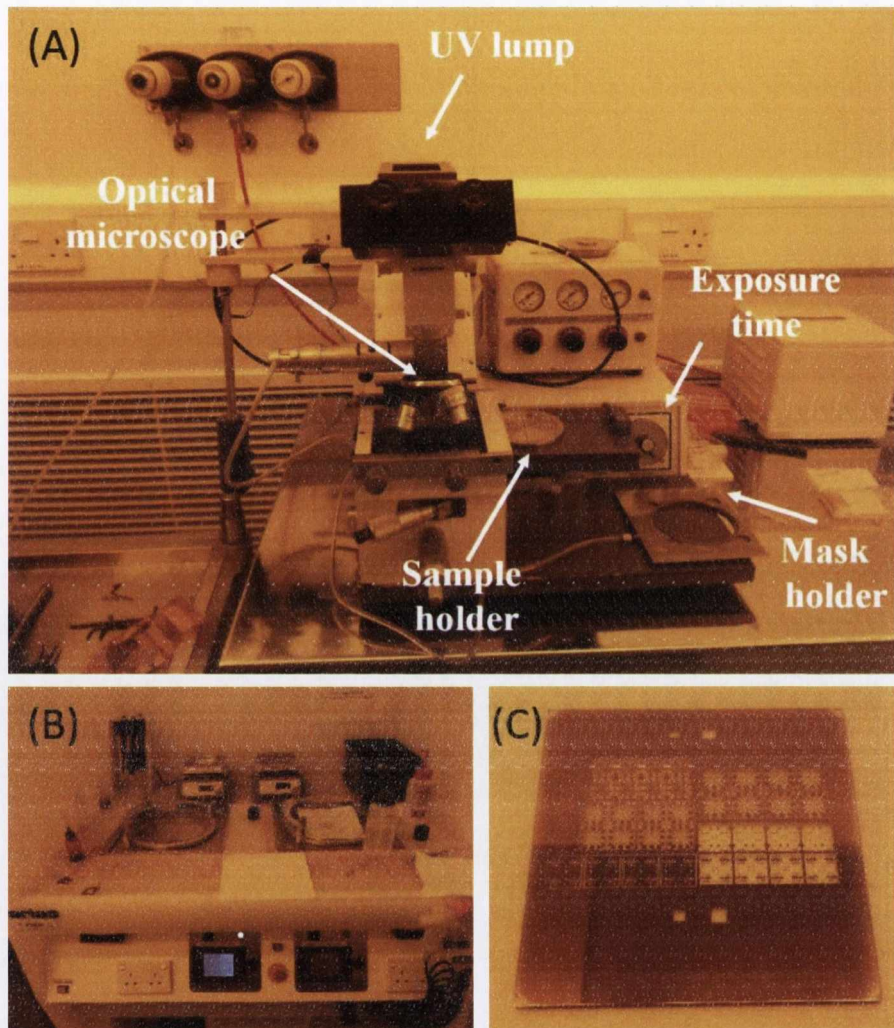 (A)
UV lump
Optical
microscope
Exposure
time
Sample
holder
Mask
holder
(B)
(C)